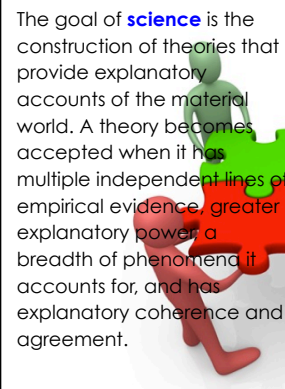 The goal of science is the
construction of theories that
provide explanatory
accounts of the material
world. A theory becomes
accepted when it has
multiple independent lines of
empirical evidence, greater
explanatory power, a
breadth of phenomena it
accounts for, and has
explanatory coherence and
agreement.